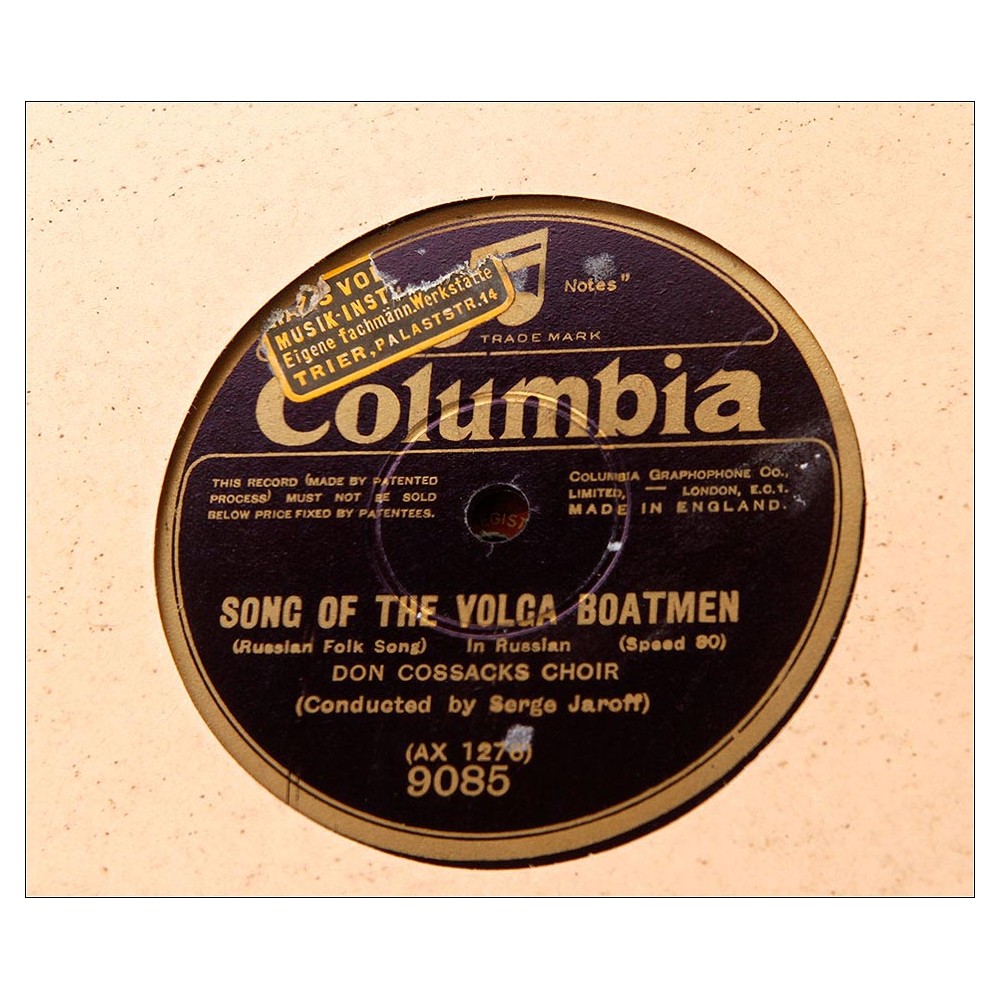 MUSIK-INST
Eigene fachmänn.Werkstätte
TRIER, PALASTSTR.14
Notes"
TRADE MARK
Columbia
THIS RECORD (MADE BY PATENTED
PROCESS) MUST NOT BE SOLD
BELOW PRICE FIXED BY PATENTEES.
COLUMBIA GRAPHOPHONE CO.,
LIMITED, — LONDON, E.C.1.
MADE IN ENGLAND.
SONG OF THE VOLGA BOATMEN
(Russian Folk Song) In Russian (Speed 80)
DON COSSACKS CHOIR
(Conducted by Serge Jaroff)
9085